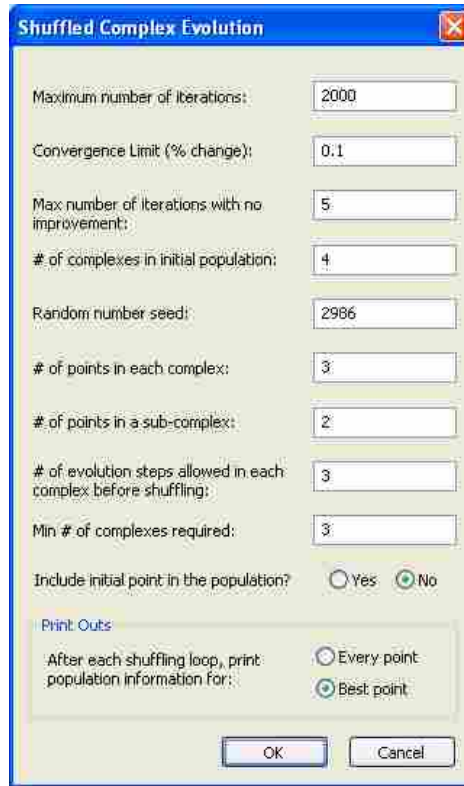 Shuffled Complex Evolution
Maximum number of iterations: 2000
Convergence Limit (% change): 0.1
Max number of iterations with no
improvement: 5
# of complexes in initial population: 4
Random number seed: 2986
# of points in each complex: 3
# of points in a sub-complex: 2
# of evolution steps allowed in each
complex before shuffling: 3
Min # of complexes required: 3
Include initial point in the population? Yes No
Print Outs
After each shuffling loop, print
population information for:
Every point
Best point
OK Cancel